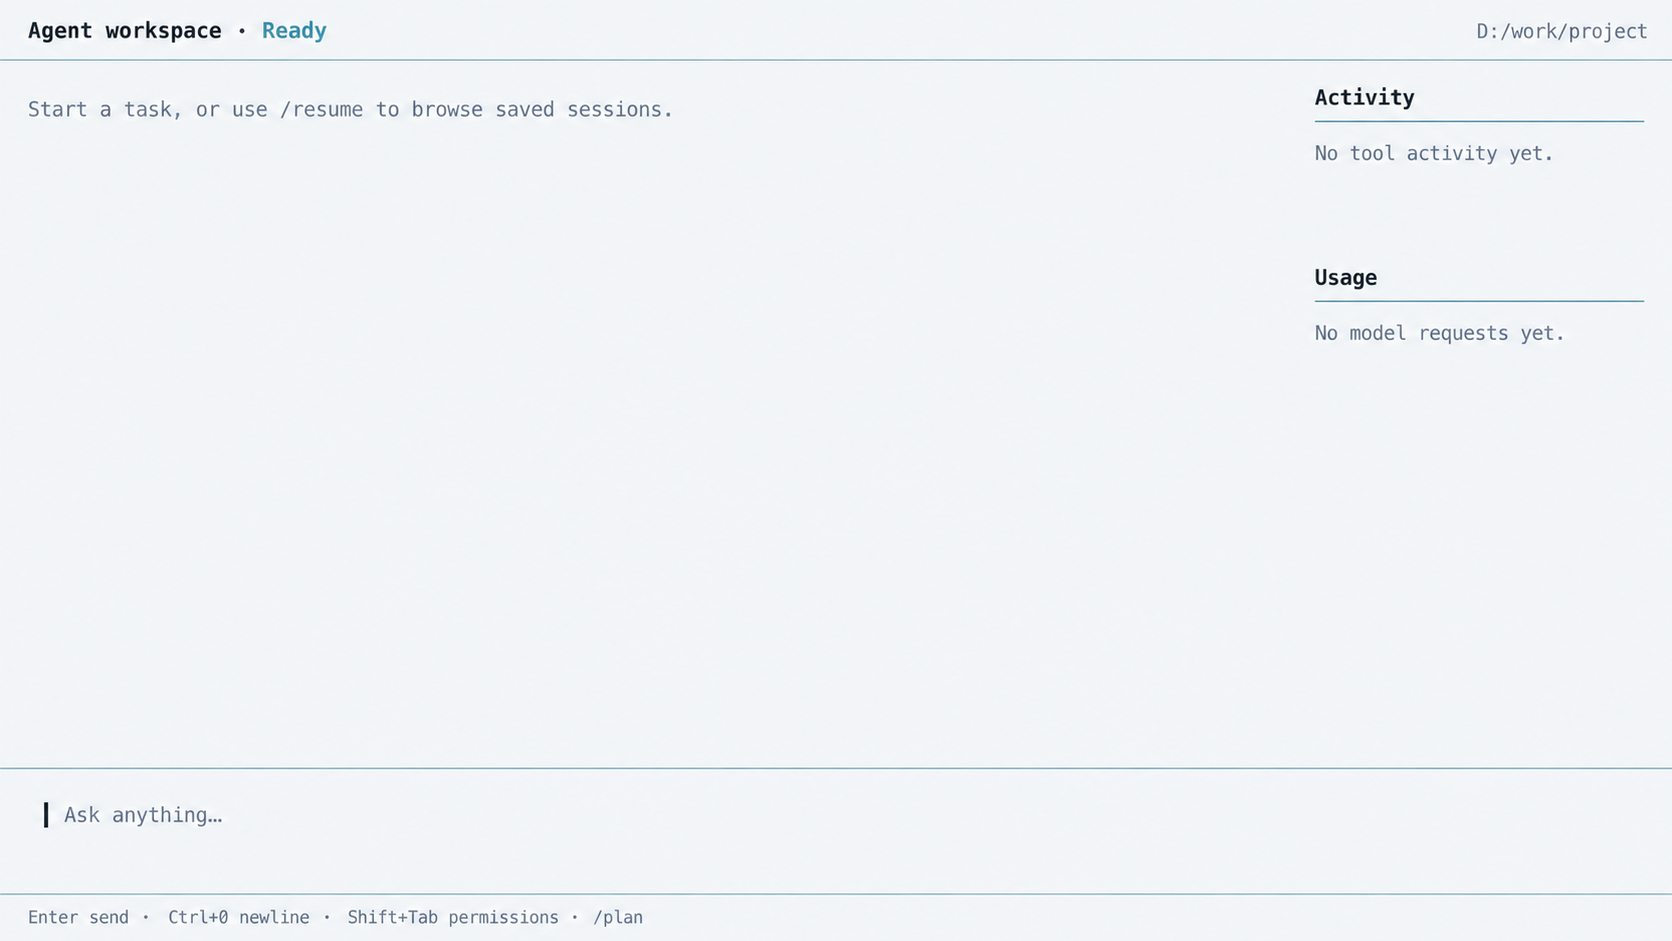 Agent workspace · Ready
D:/work/project
Start a task, or use /resume to browse saved sessions.
Activity
No tool activity yet.
Usage
No model requests yet.
Ask anything…
Enter send · Ctrl+0 newline · Shift+Tab permissions · /plan